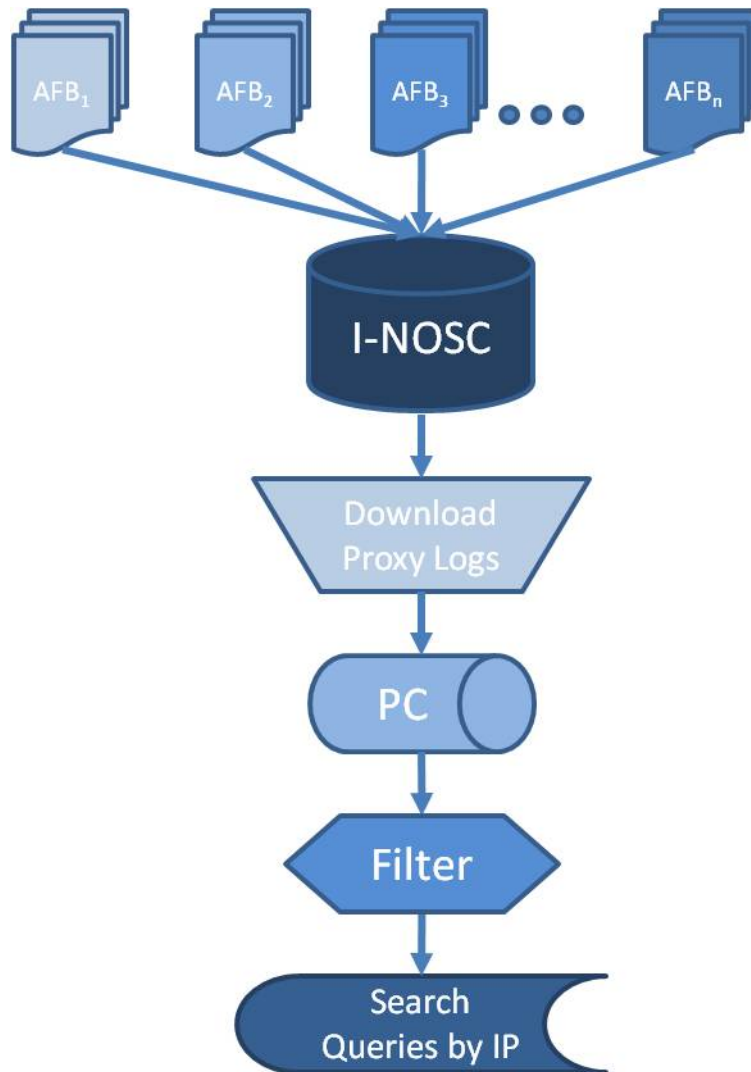 AFB₁
AFB₂
AFB₃
AFBₙ
I-NOSC
Download
Proxy Logs
PC
Filter
Search
Queries by IP